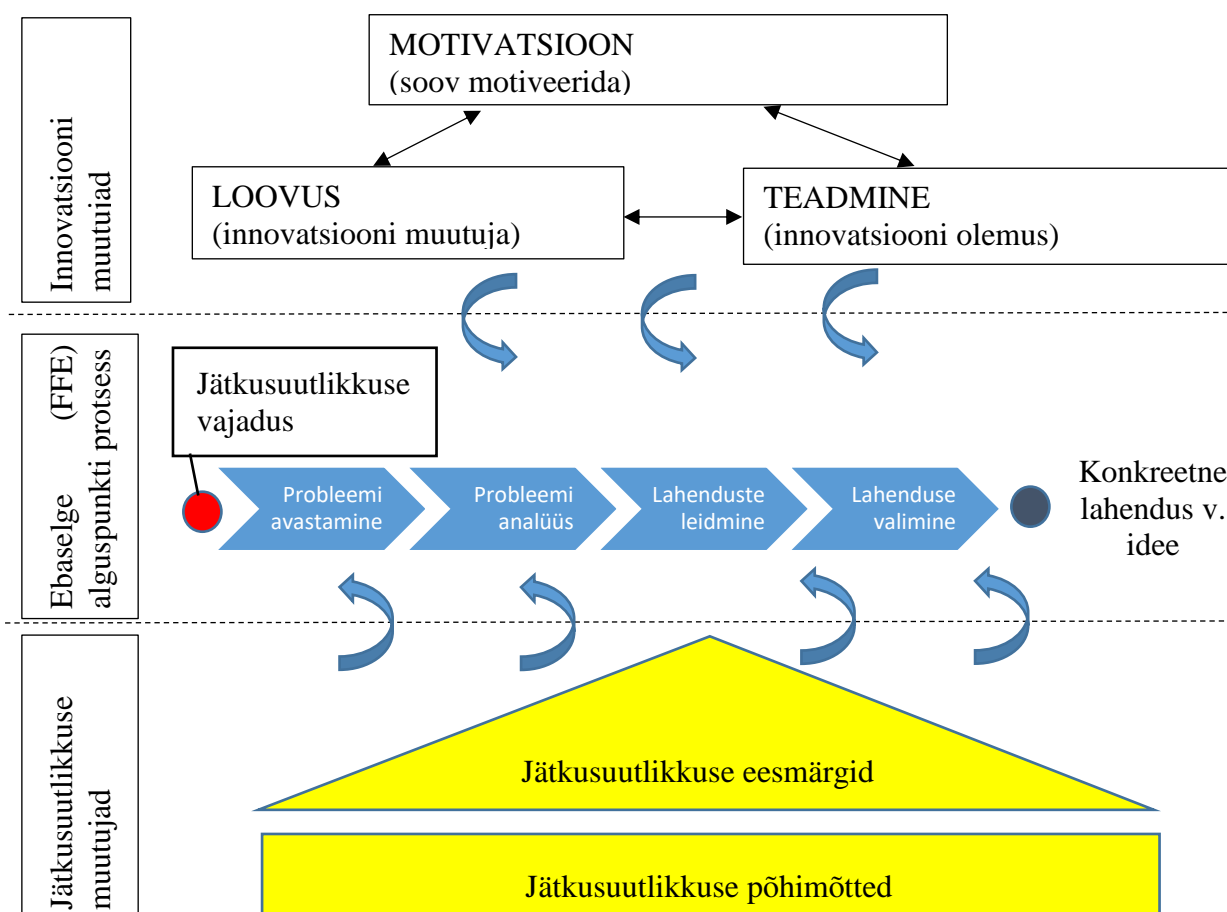 Innovatsiooni
muutujad
MOTIVATSIOON
(soov motiveerida)
LOOVUS
(innovatsiooni muutuja)
TEADMINE
(innovatsiooni olemus)
Ebaselge (FFE)
alguspunkti protsess
Jätkusuutlikkuse
vajadus
Probleemi
avastamine
Probleemi
analüüs
Lahenduste
leidmine
Lahenduse
valimine
Konkreetne
lahendus v.
idee
Jätkusuutlikkuse
muutujad
Jätkusuutlikkuse eesmärgid
Jätkusuutlikkuse põhimõtted